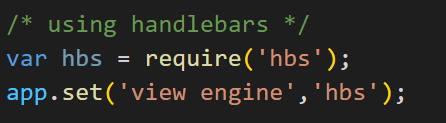 /* using handlebars */
var hbs = require('hbs');
app.set('view engine','hbs');